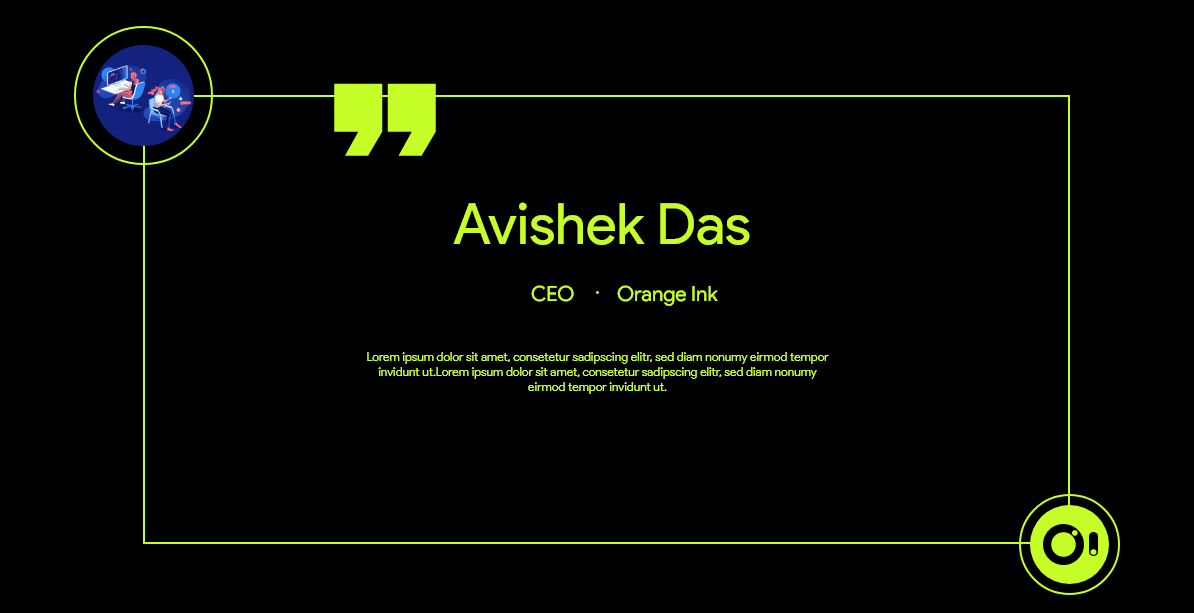 Avishek Das
CEO · Orange Ink
Lorem ipsum dolor sit amet, consetetur sadipscing elitr, sed diam nonumy eirmod tempor
invidunt ut.Lorem ipsum dolor sit amet, consetetur sadipscing elitr, sed diam nonumy
eirmod tempor invidunt ut.